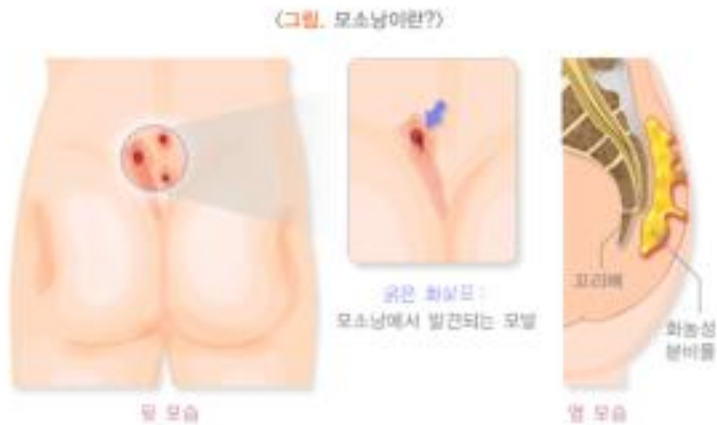 <그림. 모소낭이란?>
굵은 화살표 :
모소낭에서 발견되는 모발
꼬리뼈
화농성
분비물
뒷 모습
옆 모습